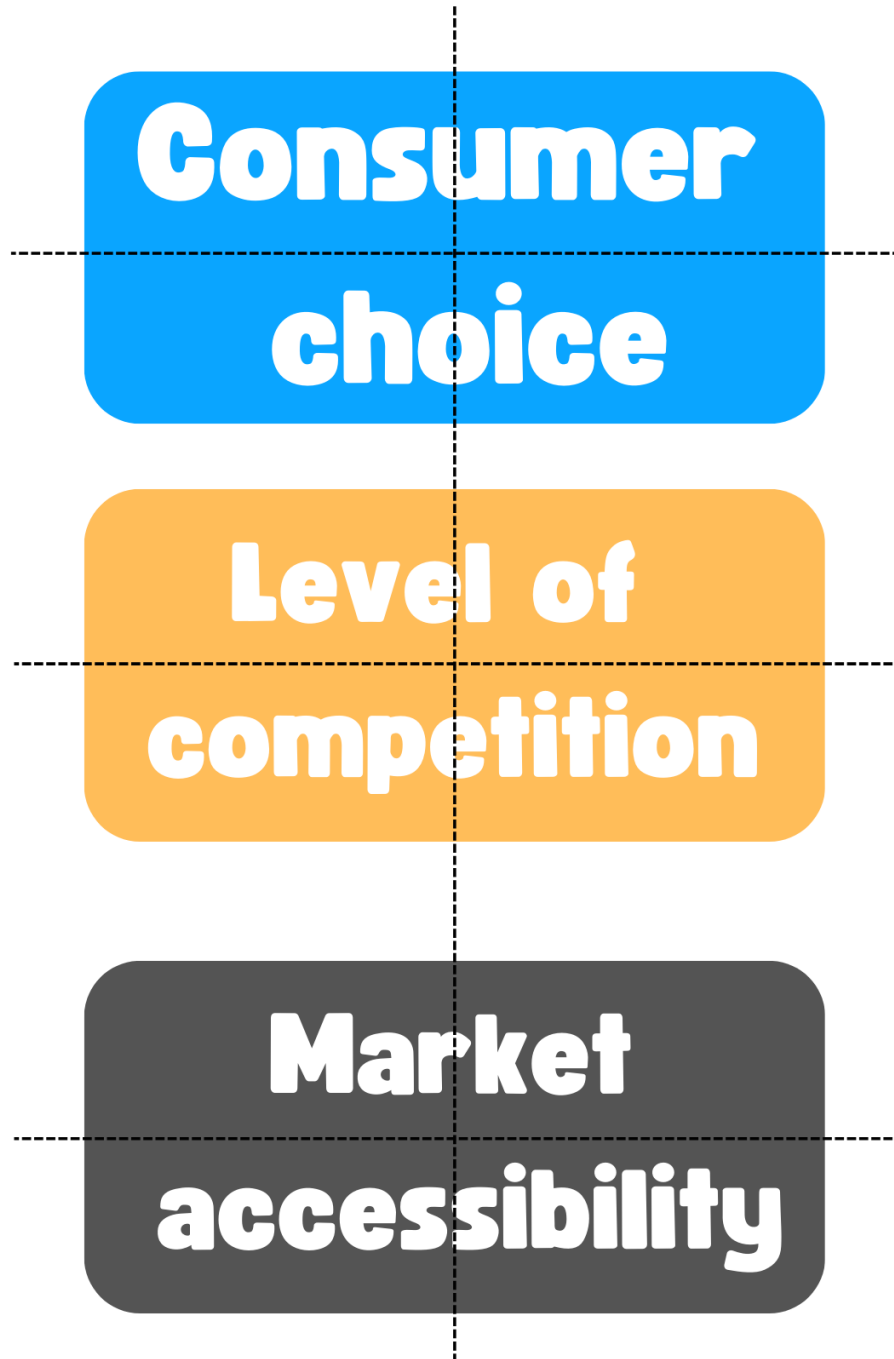 Consumer
choice
Level of
competition
Market
accessibility